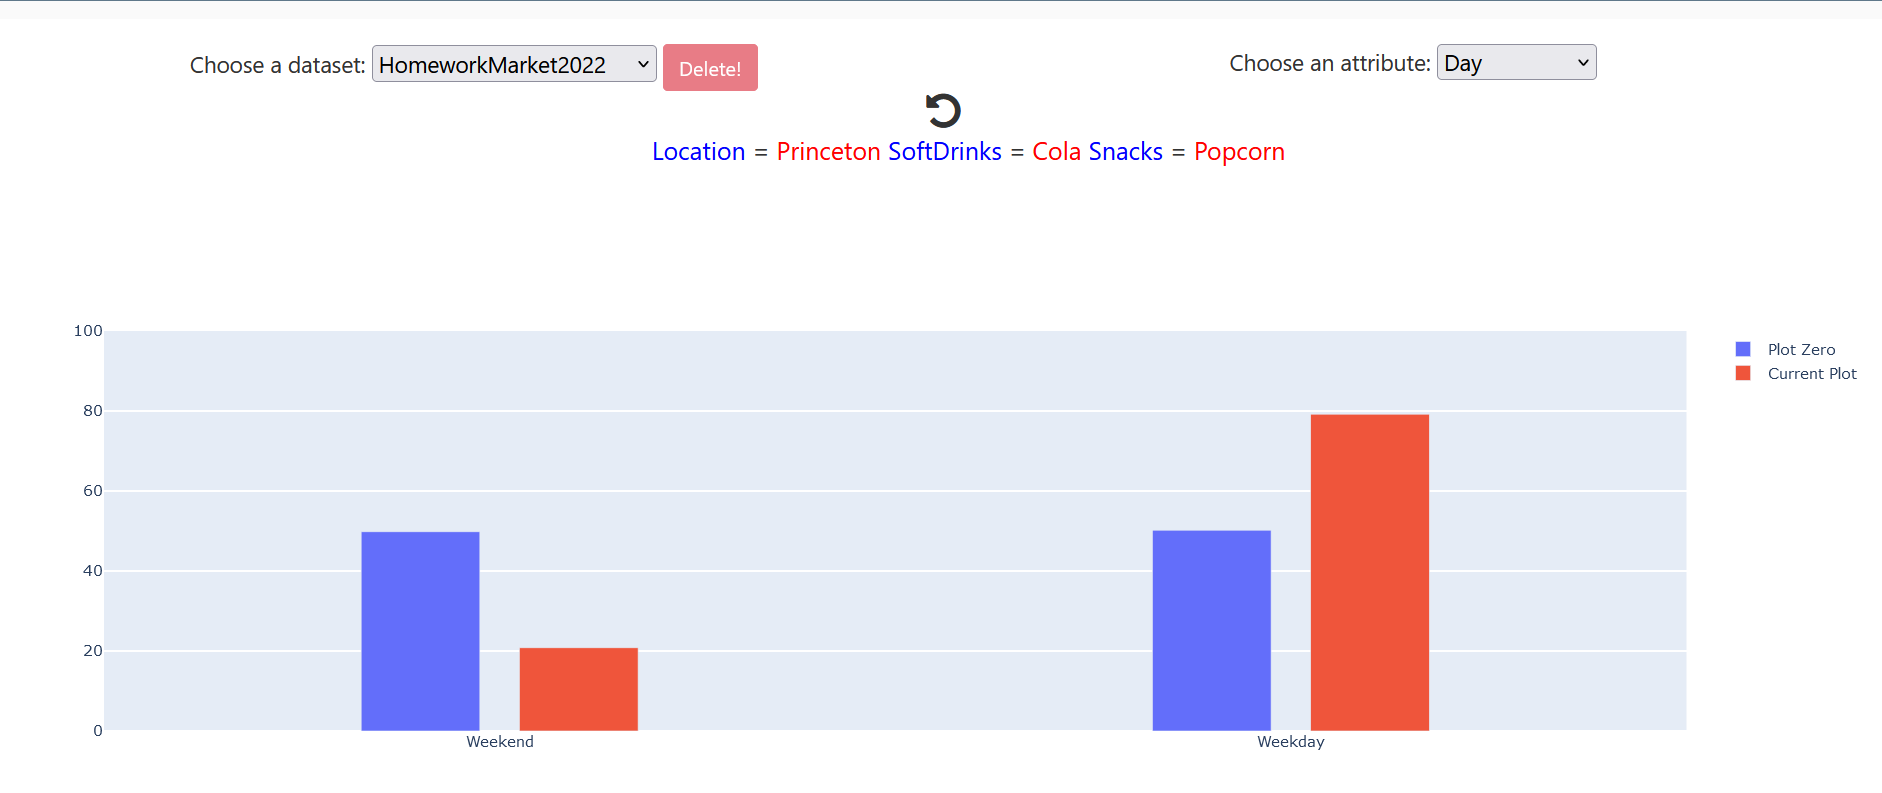 Choose a dataset: HomeworkMarket2022 Delete! Choose an attribute: Day
Location = Princeton SoftDrinks = Cola Snacks = Popcorn
100
80
60
40
20
0
Weekend Weekday
Plot Zero
Current Plot